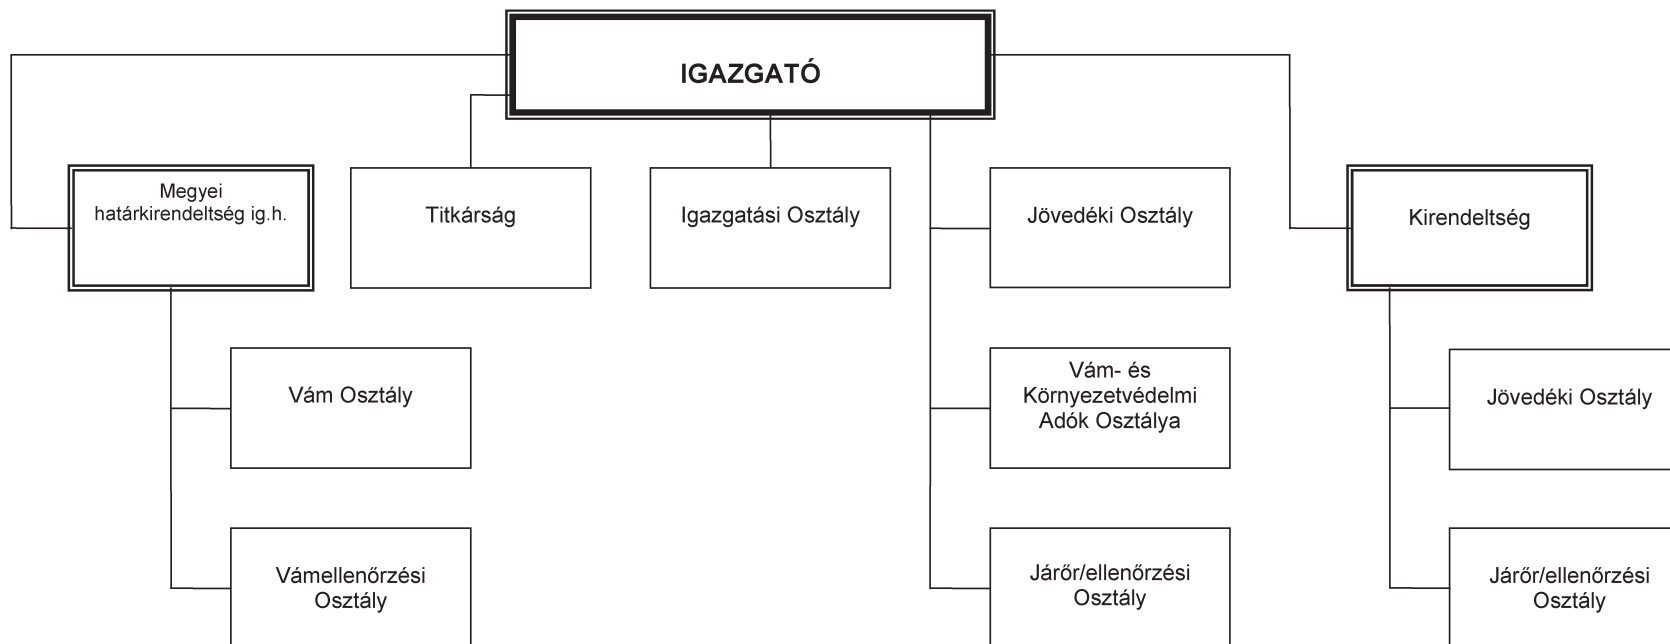 IGAZGATÓ
Megyei
határkirendeltség ig.h.
Titkárság
Igazgatási Osztály
Jövedéki Osztály
Kirendeltség
Vám Osztály
Vám- és
Környezetvédelmi
Adók Osztálya
Jövedéki Osztály
Vámellenőrzési
Osztály
Járőr/ellenőrzési
Osztály
Járőr/ellenőrzési
Osztály